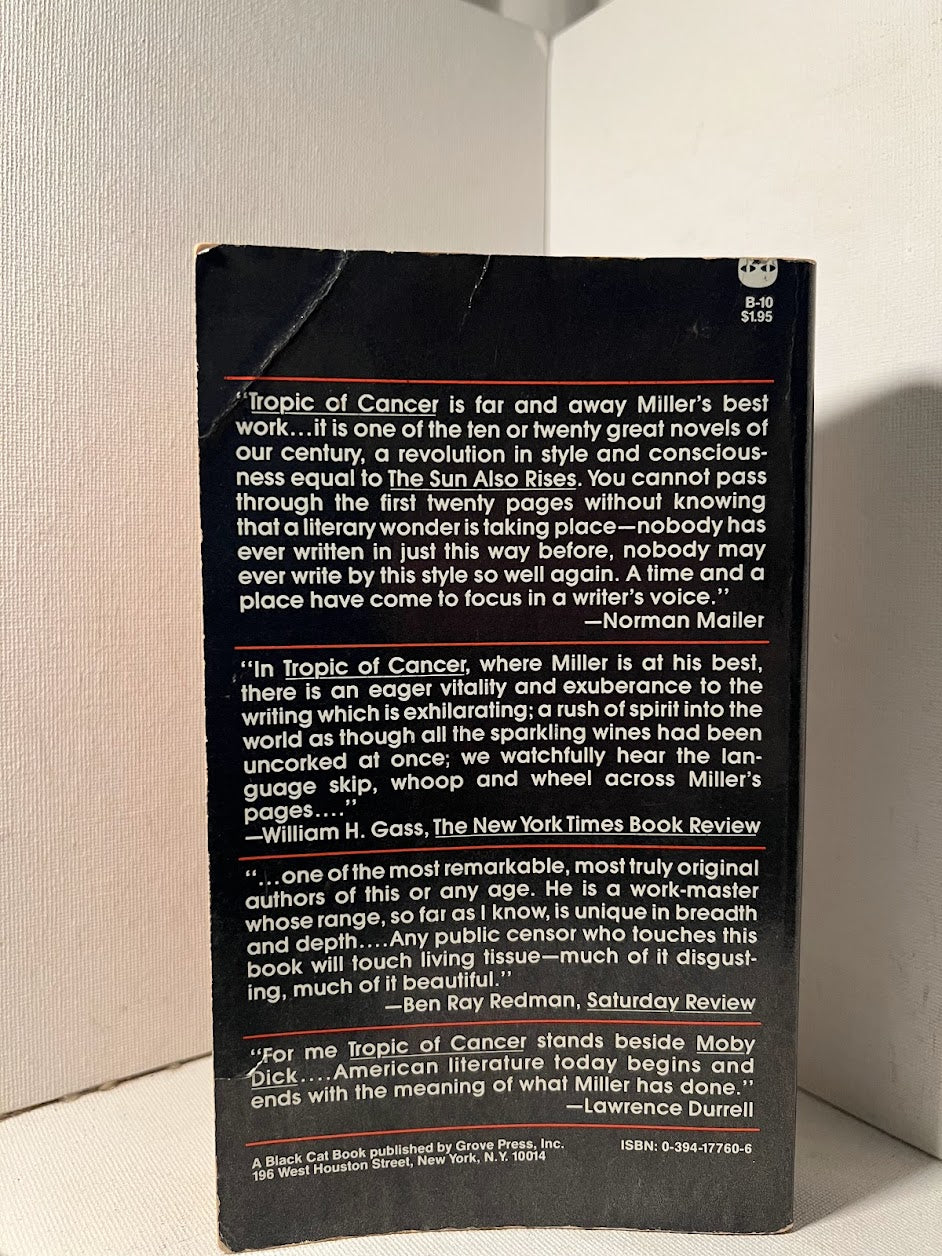 B-10
$1.95
“Tropic of Cancer is far and away Miller’s best
work...it is one of the ten or twenty great novels of
our century, a revolution in style and conscious-
ness equal to The Sun Also Rises. You cannot pass
through the first twenty pages without knowing
that a literary wonder is taking place—nobody has
ever written in just this way before, nobody may
ever write by this style so well again. A time and a
place have come to focus in a writer’s voice.”
—Norman Mailer
“In Tropic of Cancer, where Miller is at his best,
there is an eager vitality and exuberance to the
writing which is exhilarating; a rush of spirit into the
world as though all the sparkling wines had been
uncorked at once; we watchfully hear the lan-
guage skip, whoop and wheel across Miller’s
pages....”
—William H. Gass, The New York Times Book Review
“...one of the most remarkable, most truly original
authors of this or any age. He is a work-master
whose range, so far as I know, is unique in breadth
and depth....Any public censor who touches this
book will touch living tissue—much of it disgust-
ing, much of it beautiful.”
—Ben Ray Redman, Saturday Review
“For me Tropic of Cancer stands beside Moby
Dick....American literature today begins and
ends with the meaning of what Miller has done.”
—Lawrence Durrell
A Black Cat Book published by Grove Press, Inc.
196 West Houston Street, New York, N.Y. 10014
ISBN: 0-394-17760-6